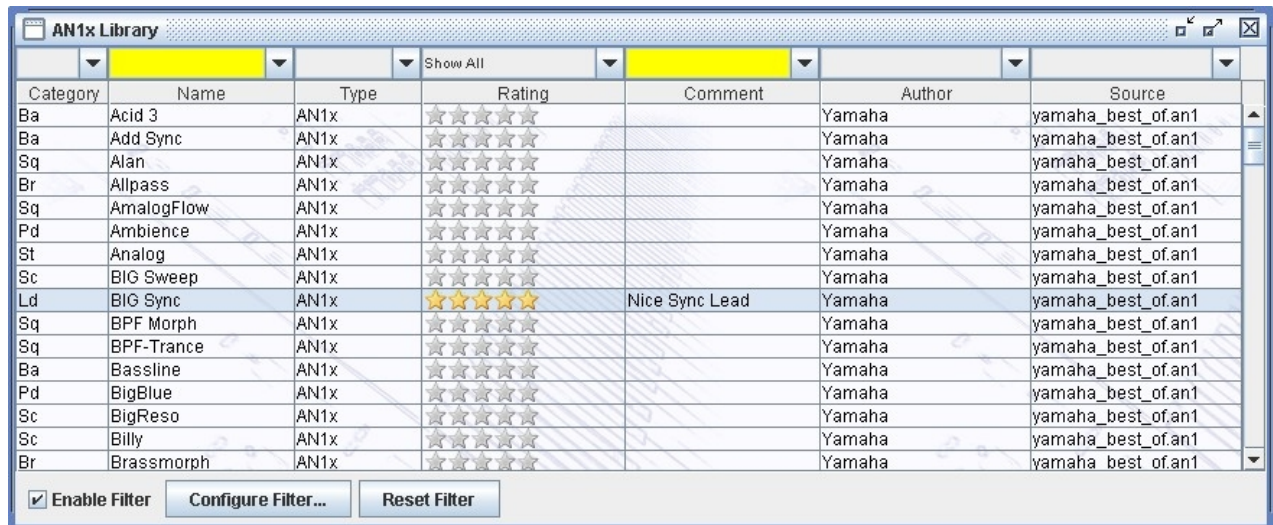 AN1x Library
Show All
Category Name Type Rating Comment Author Source
Ba Acid 3 AN1x Yamaha yamaha_best_of.an1
Ba Add Sync AN1x Yamaha yamaha_best_of.an1
Sq Alan AN1x Yamaha yamaha_best_of.an1
Br Allpass AN1x Yamaha yamaha_best_of.an1
Sq AmalogFlow AN1x Yamaha yamaha_best_of.an1
Pd Ambience AN1x Yamaha yamaha_best_of.an1
St Analog AN1x Yamaha yamaha_best_of.an1
Sc BIG Sweep AN1x Yamaha yamaha_best_of.an1
Ld BIG Sync AN1x Nice Sync Lead Yamaha yamaha_best_of.an1
Sq BPF Morph AN1x Yamaha yamaha_best_of.an1
Sq BPF-Trance AN1x Yamaha yamaha_best_of.an1
Ba Bassline AN1x Yamaha yamaha_best_of.an1
Pd BigBlue AN1x Yamaha yamaha_best_of.an1
Sc BigReso AN1x Yamaha yamaha_best_of.an1
Sc Billy AN1x Yamaha yamaha_best_of.an1
Br Brassmorph AN1x Yamaha yamaha_best_of.an1
Enable Filter Configure Filter... Reset Filter